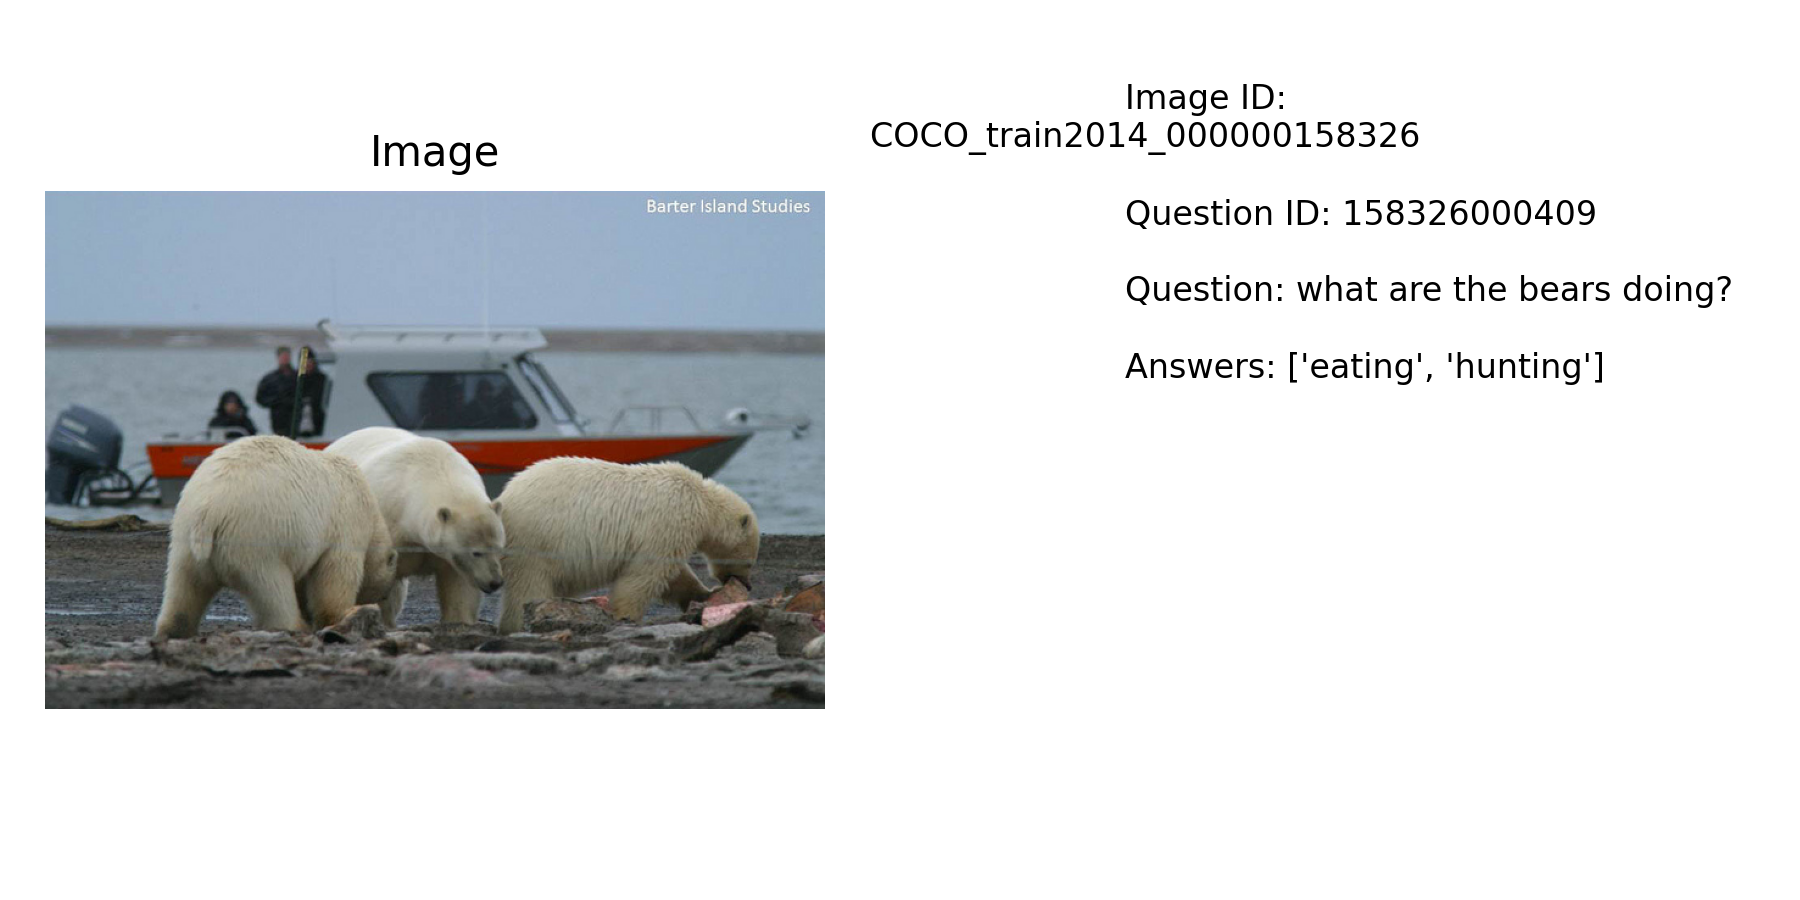 Image
Barter Island Studies
Image ID:
COCO_train2014_000000158326
Question ID: 158326000409
Question: what are the bears doing?
Answers: ['eating', 'hunting']